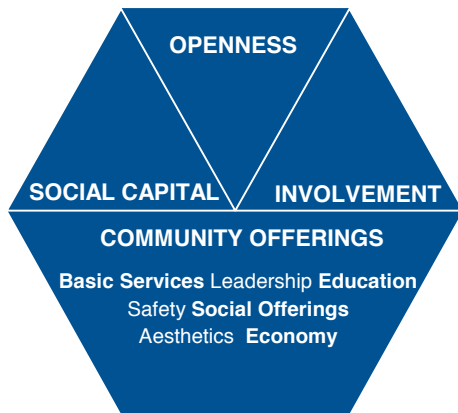 OPENNESS
SOCIAL CAPITAL
INVOLVEMENT
COMMUNITY OFFERINGS
Basic Services Leadership Education
Safety Social Offerings
Aesthetics Economy